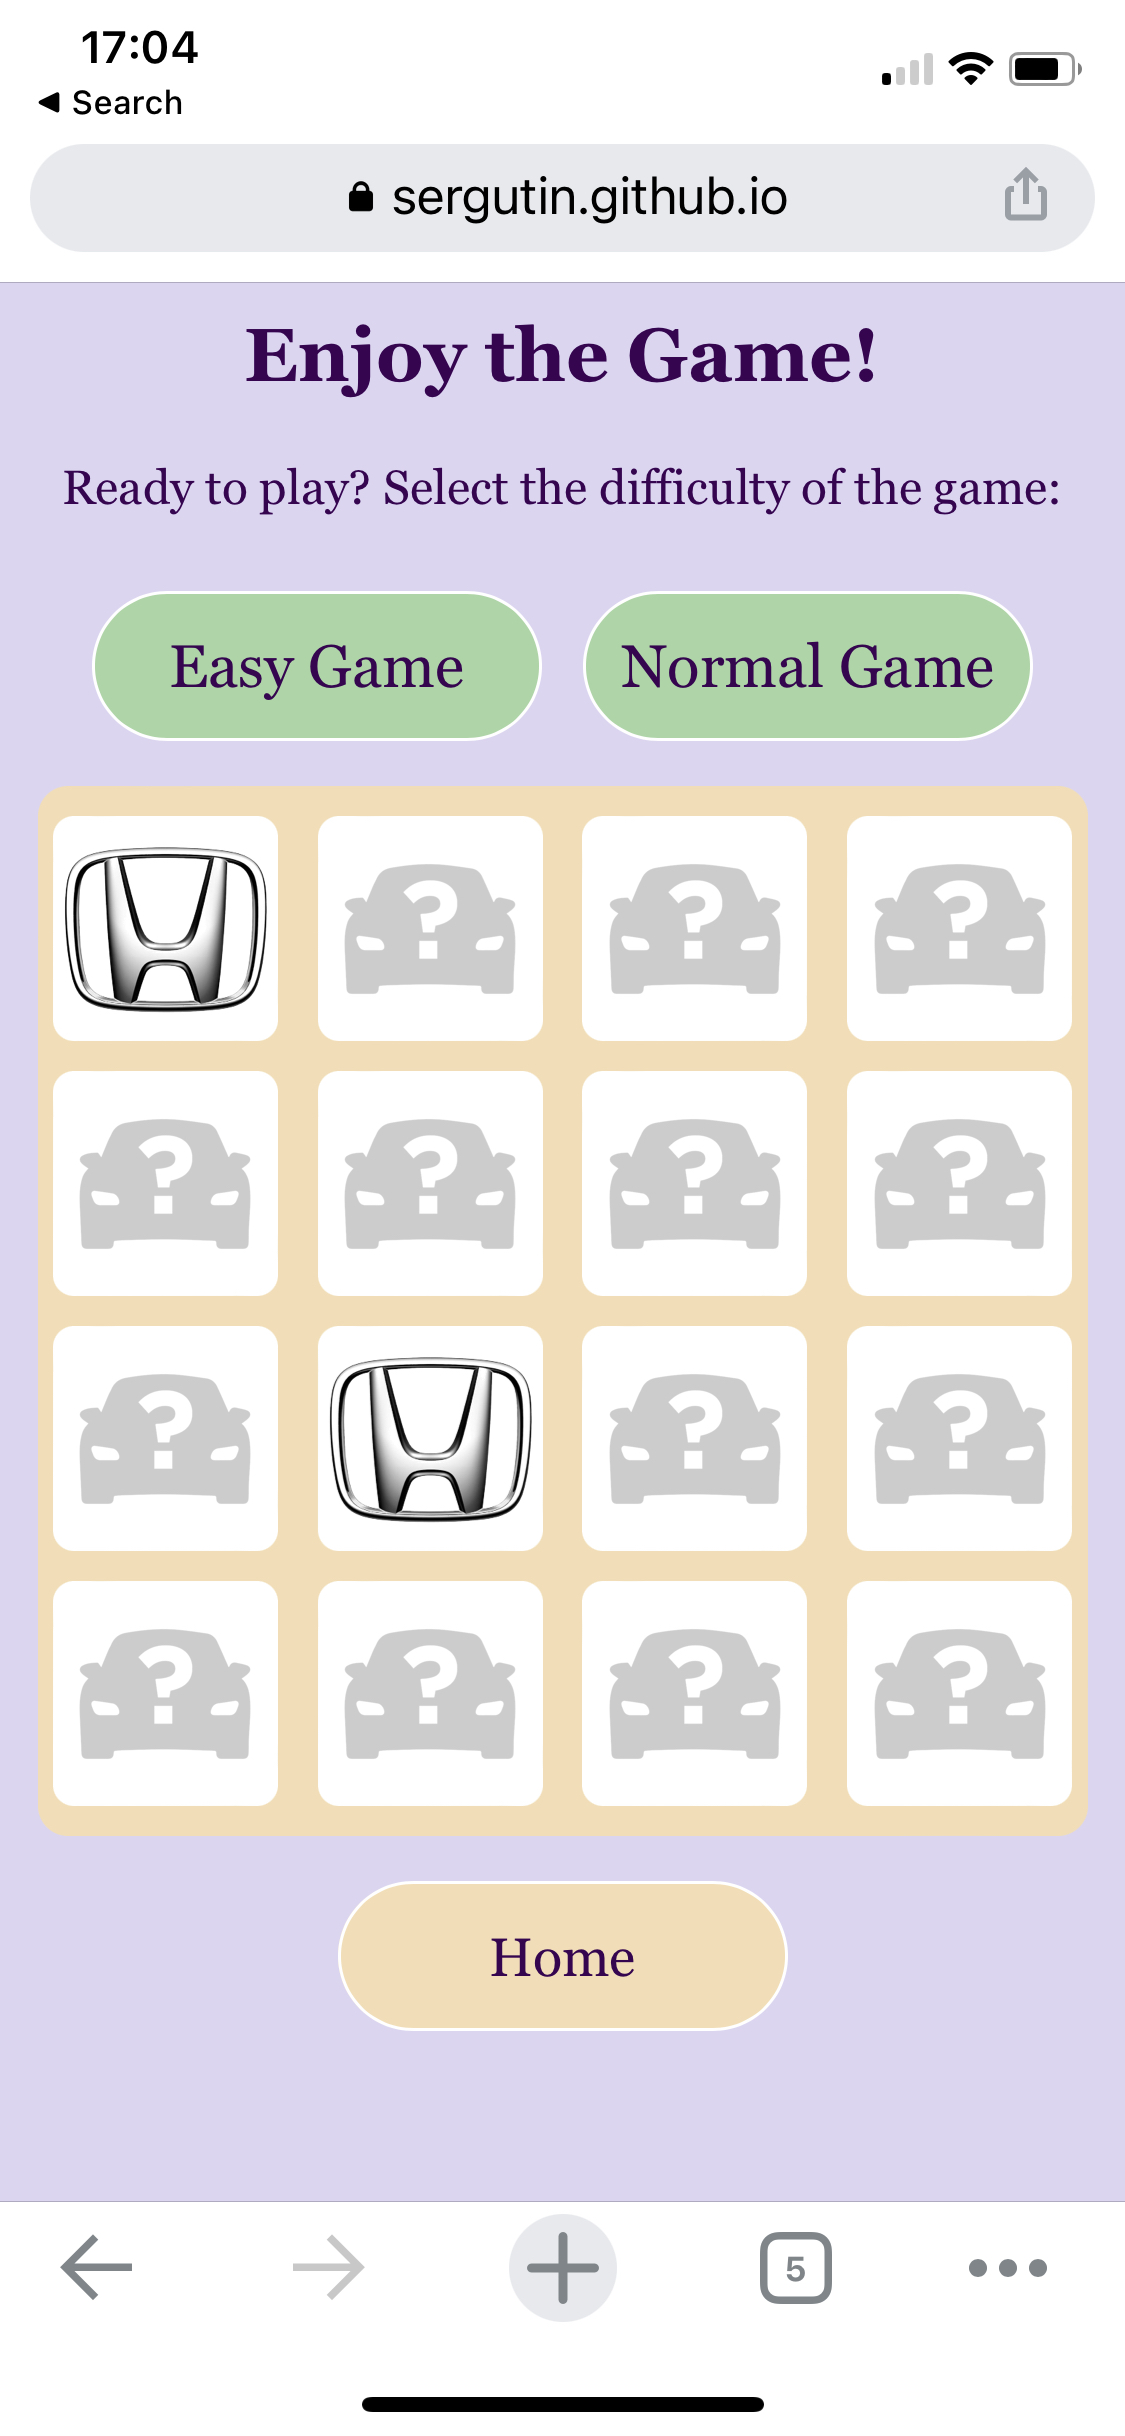 17:04
Search
sergutin.github.io
Enjoy the Game!
Ready to play? Select the difficulty of the game:
Easy Game
Normal Game
? ? ?
? ? ? ?
? ? ?
? ? ? ?
Home
5